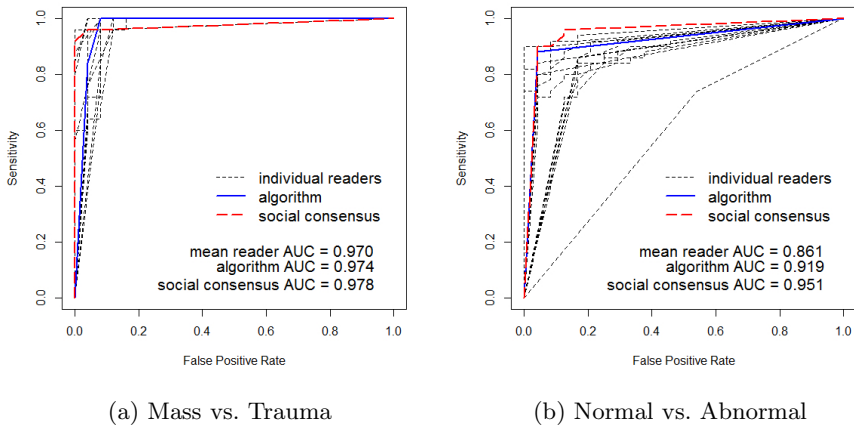 Sensitivity
1.0
0.8
0.6
0.4
0.2
0.0
individual readers
algorithm
social consensus
mean reader AUC = 0.970
algorithm AUC = 0.974
social consensus AUC = 0.978
0.0 0.2 0.4 0.6 0.8 1.0
False Positive Rate
(a) Mass vs. Trauma
Sensitivity
1.0
0.8
0.6
0.4
0.2
0.0
individual readers
algorithm
social consensus
mean reader AUC = 0.861
algorithm AUC = 0.919
social consensus AUC = 0.951
0.0 0.2 0.4 0.6 0.8 1.0
False Positive Rate
(b) Normal vs. Abnormal